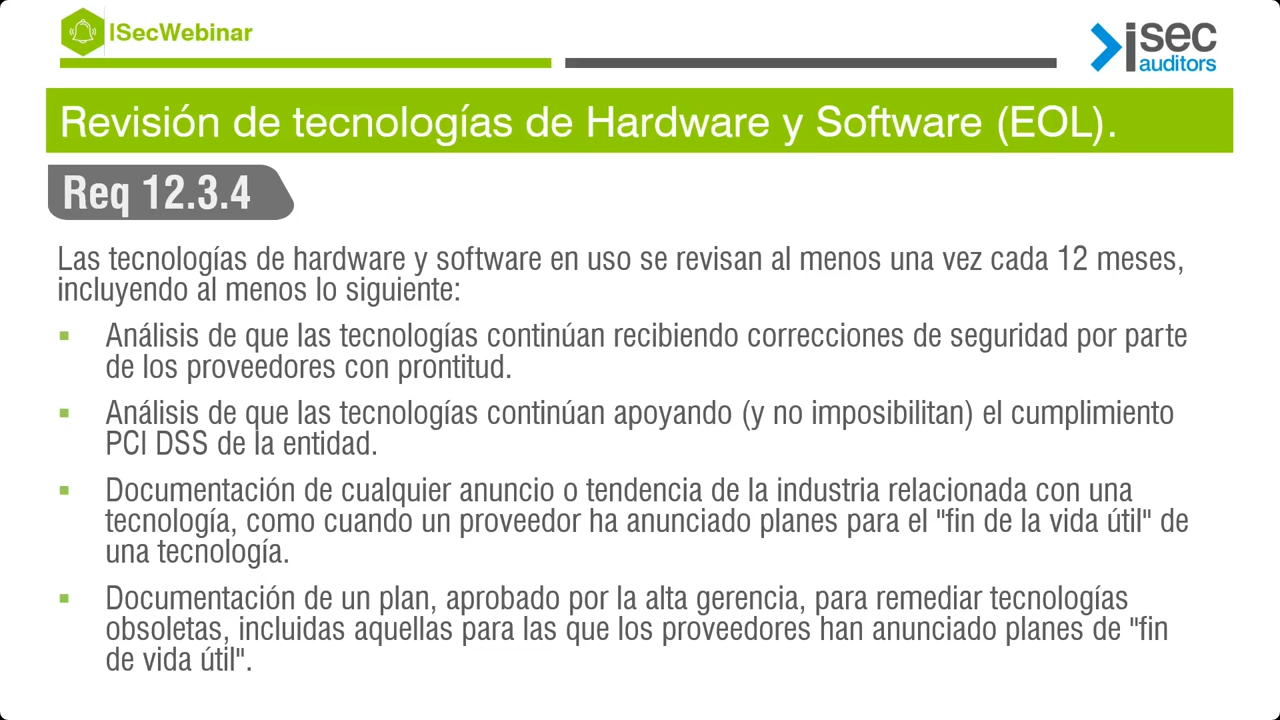 ISecWebinar
isec
auditors
Revisión de tecnologías de Hardware y Software (EOL).
Req 12.3.4
Las tecnologías de hardware y software en uso se revisan al menos una vez cada 12 meses,
incluyendo al menos lo siguiente:
▪ Análisis de que las tecnologías continúan recibiendo correcciones de seguridad por parte
de los proveedores con prontitud.
▪ Análisis de que las tecnologías continúan apoyando (y no imposibilitan) el cumplimiento
PCI DSS de la entidad.
▪ Documentación de cualquier anuncio o tendencia de la industria relacionada con una
tecnología, como cuando un proveedor ha anunciado planes para el "fin de la vida útil" de
una tecnología.
▪ Documentación de un plan, aprobado por la alta gerencia, para remediar tecnologías
obsoletas, incluidas aquellas para las que los proveedores han anunciado planes de "fin
de vida útil".